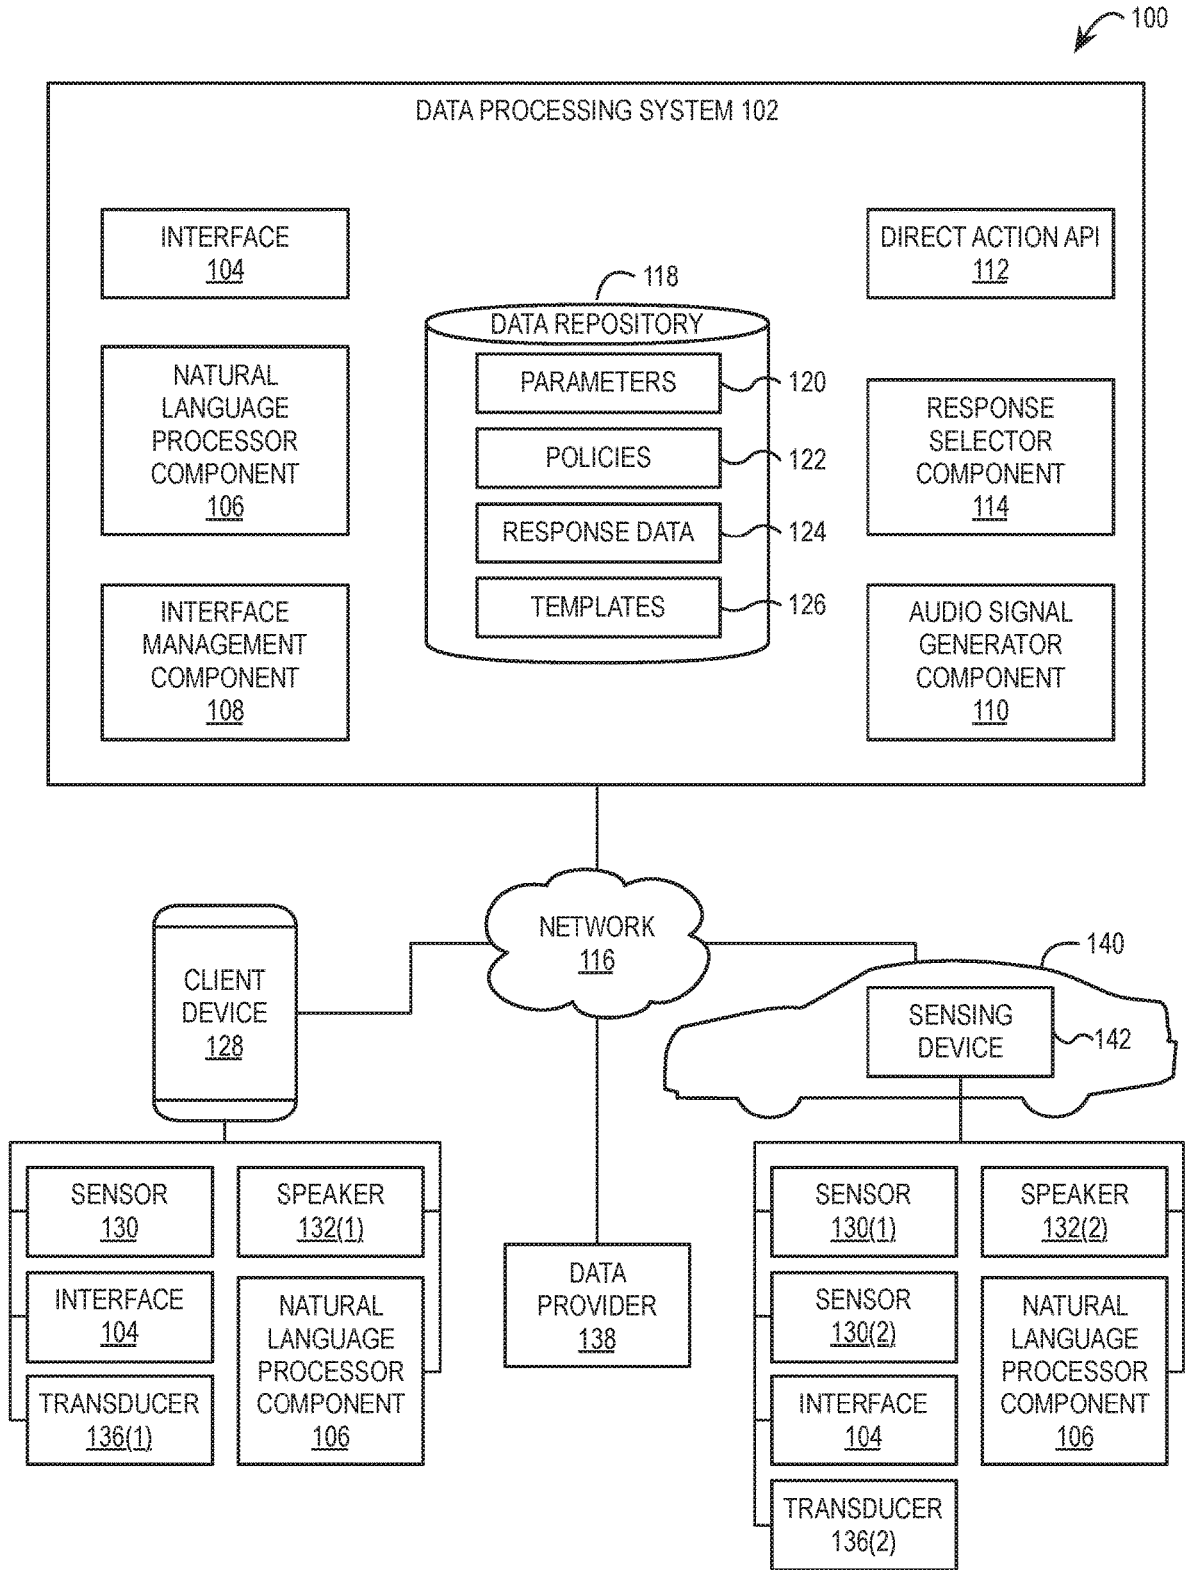 100
DATA PROCESSING SYSTEM 102
INTERFACE
104
NATURAL
LANGUAGE
PROCESSOR
COMPONENT
106
INTERFACE
MANAGEMENT
COMPONENT
108
118
DATA REPOSITORY
PARAMETERS
120
POLICIES
122
RESPONSE DATA
124
TEMPLATES
126
DIRECT ACTION API
112
RESPONSE
SELECTOR
COMPONENT
114
AUDIO SIGNAL
GENERATOR
COMPONENT
110
NETWORK
116
CLIENT
DEVICE
128
140
SENSING
DEVICE
142
SENSOR
130
INTERFACE
104
TRANSDUCER
136(1)
SPEAKER
132(1)
NATURAL
LANGUAGE
PROCESSOR
COMPONENT
106
DATA
PROVIDER
138
SENSOR
130(1)
SENSOR
130(2)
INTERFACE
104
TRANSDUCER
136(2)
SPEAKER
132(2)
NATURAL
LANGUAGE
PROCESSOR
COMPONENT
106